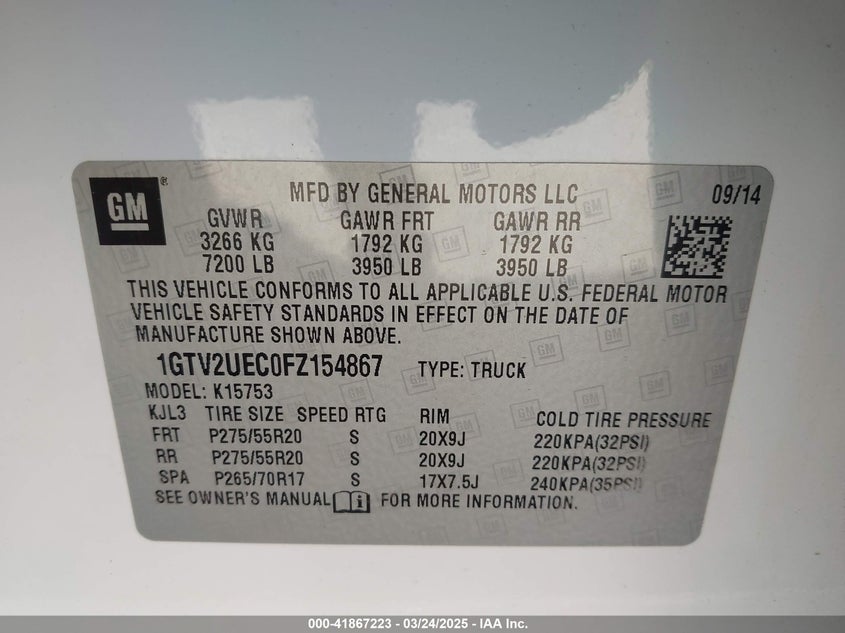 GM ®
MFD BY GENERAL MOTORS LLC 09/14
GVWR GAWR FRT GAWR RR
3266 KG 1792 KG 1792 KG
7200 LB 3950 LB 3950 LB
THIS VEHICLE CONFORMS TO ALL APPLICABLE U.S. FEDERAL MOTOR
VEHICLE SAFETY STANDARDS IN EFFECT ON THE DATE OF
MANUFACTURE SHOWN ABOVE.
1GTV2UEC0FZ154867 TYPE: TRUCK
MODEL: K15753
KJL3 TIRE SIZE SPEED RTG RIM COLD TIRE PRESSURE
FRT P275/55R20 S 20X9J 220KPA(32PSI)
RR P275/55R20 S 20X9J 220KPA(32PSI)
SPA P265/70R17 S 17X7.5J 240KPA(35PSI)
SEE OWNER'S MANUAL FOR MORE INFORMATION.
000-41867223 - 03/24/2025 - IAA Inc.